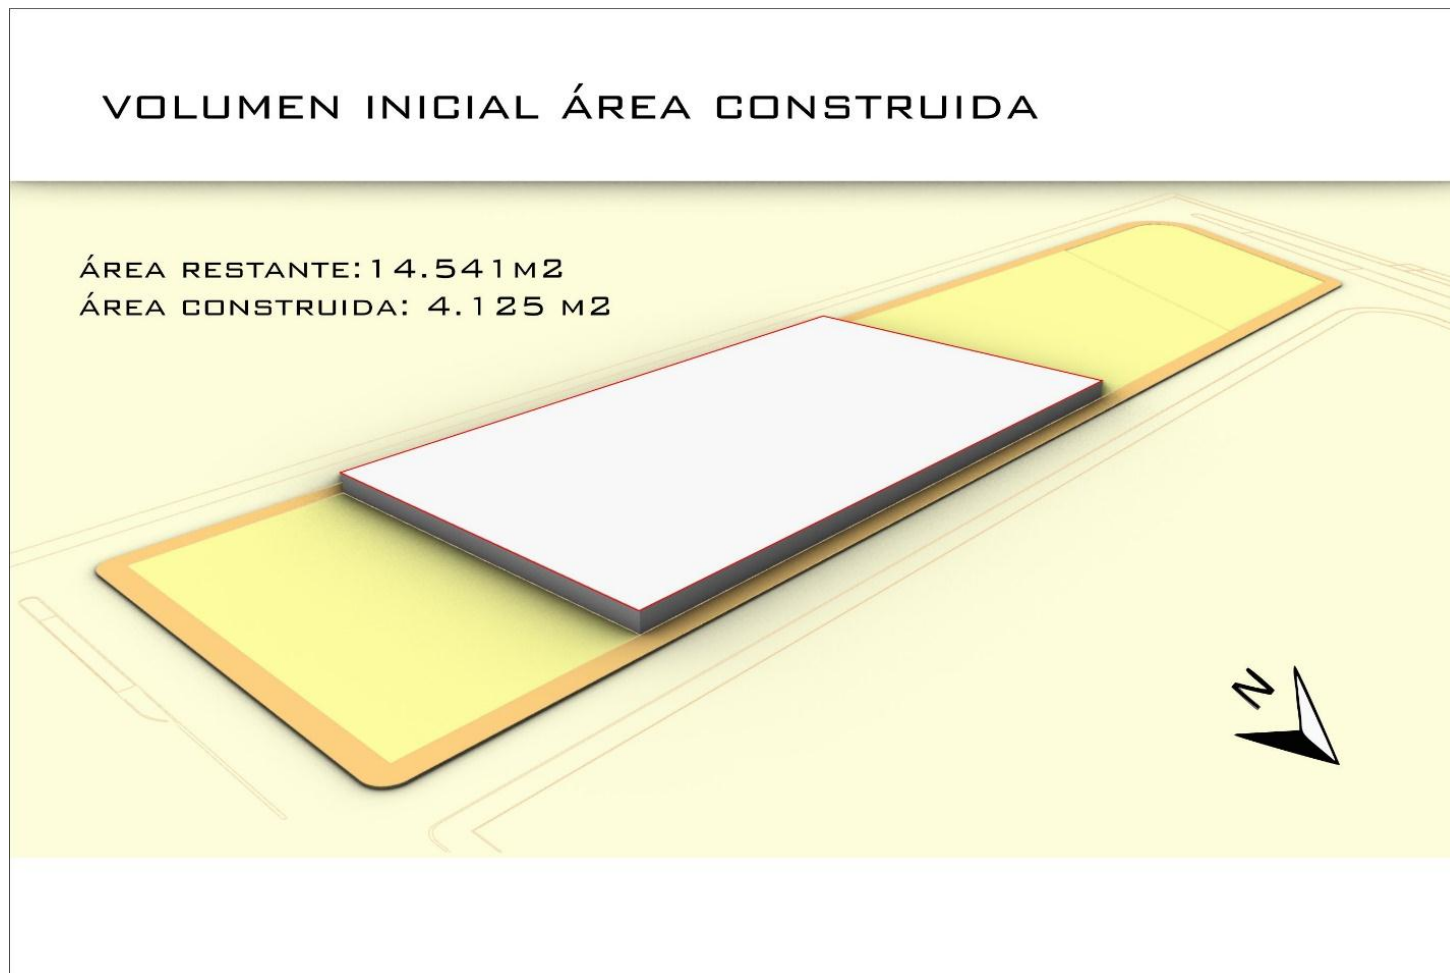 VOLUMEN INICIAL ÁREA CONSTRUIDA
ÁREA RESTANTE:14.541M2
ÁREA CONSTRUIDA: 4.125 M2
N